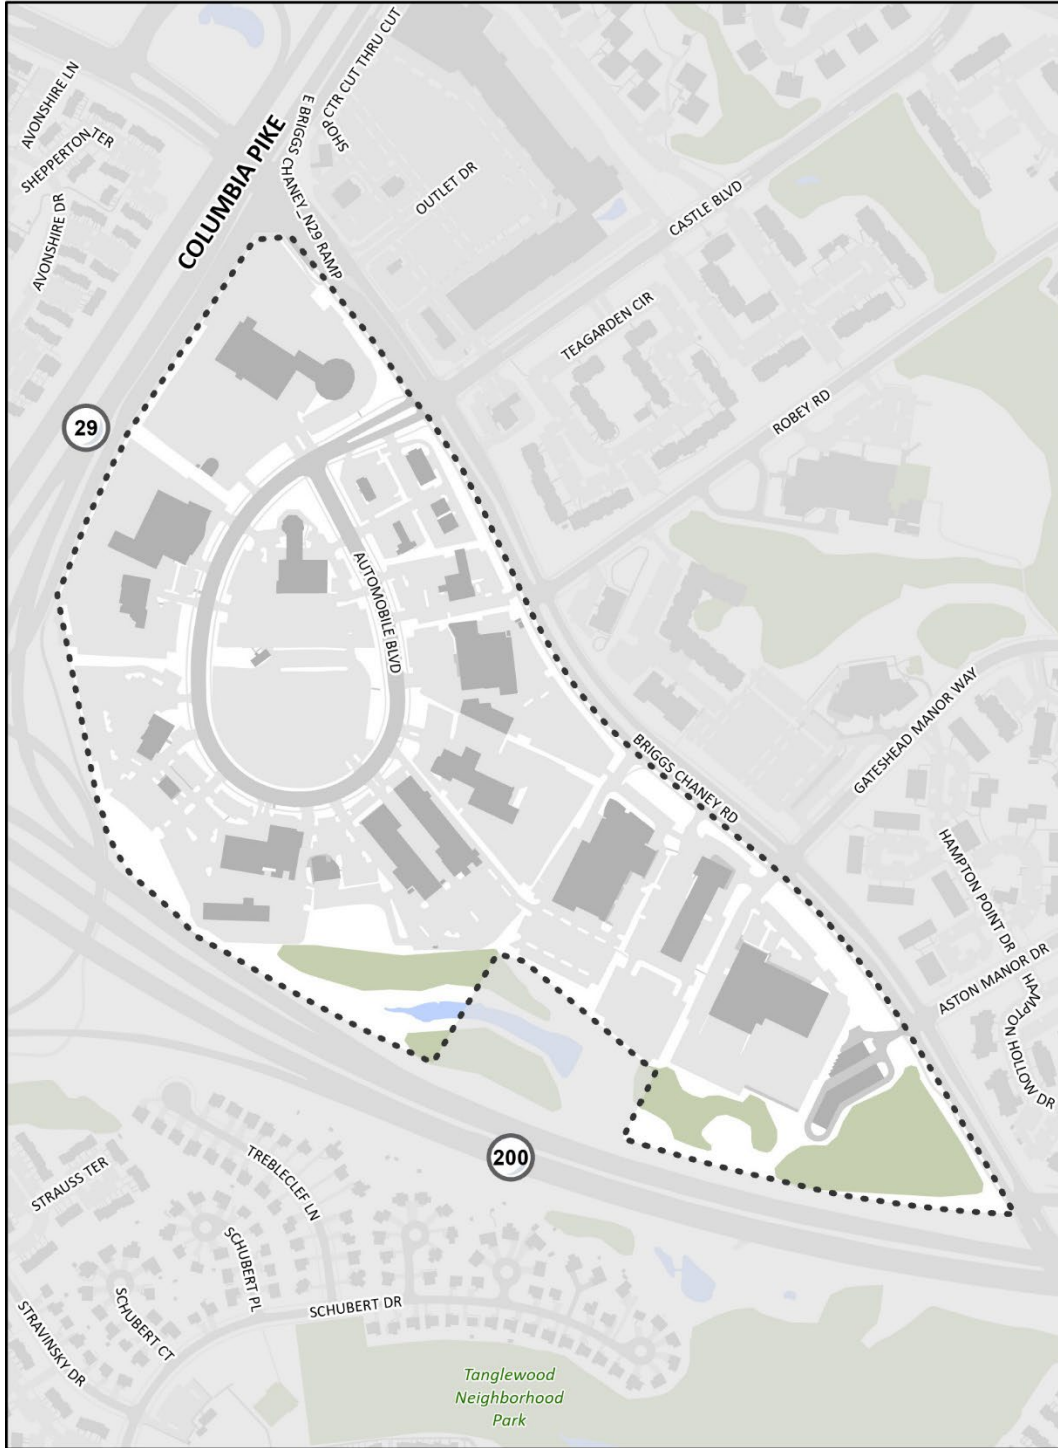 AVONSHIRE LN
SHEPPERTON TER
AVONSHIRE DR
COLUMBIA PIKE
E BRIGGS CHANEY_N29 RAMP
SHOP CTR CUT THRU CUT
OUTLET DR
CASTLE BLVD
TEAGARDEN CIR
ROBEY RD
29
AUTOMOBILE BLVD
GATESHEAD MANOR WAY
BRIGGS CHANEY RD
HAMPTON POINT DR
ASTON MANOR DR
HAMPTON HOLLOW DR
200
STRAUSS TER
TREBLECLEF LN
SCHUBERT PL
SCHUBERT DR
SCHUBERT CT
STRAVINSKY DR
Tanglewood
Neighborhood
Park